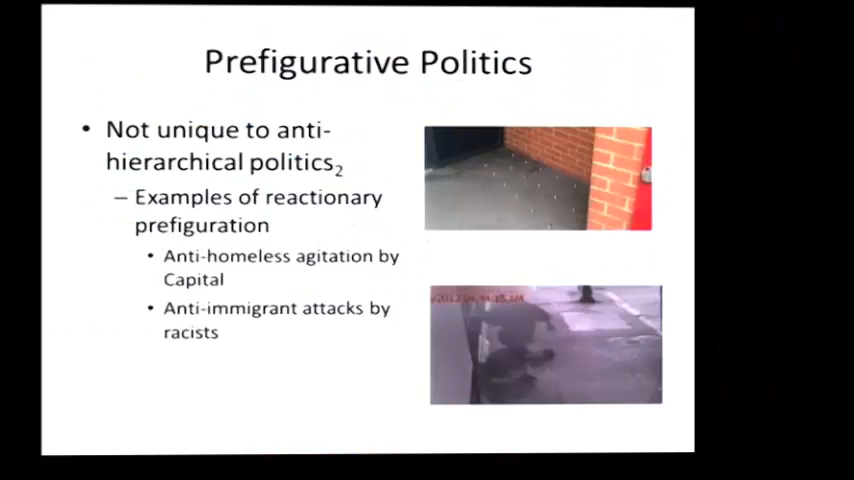 Prefigurative Politics
• Not unique to anti-
hierarchical politics₂
– Examples of reactionary
prefiguration
• Anti-homeless agitation by
Capital
• Anti-immigrant attacks by
racists